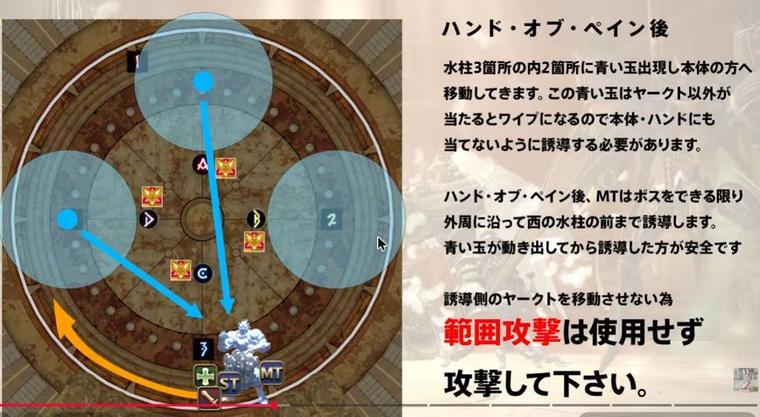 ハンド・オブ・ペイン後
水柱3箇所の内2箇所に青い玉出現し本体の方へ
移動してきます。この青い玉はヤークト以外が
当たるとワイプになるので本体・ハンドにも
当てないように誘導する必要があります。
ハンド・オブ・ペイン後、MTはボスをできる限り
外周に沿って西の水柱の前まで誘導します。
青い玉が動き出してから誘導した方が安全です
誘導側のヤークトを移動させない為
範囲攻撃は使用せず
攻撃して下さい。
1
A
D
B
2
C
3
ST
MT